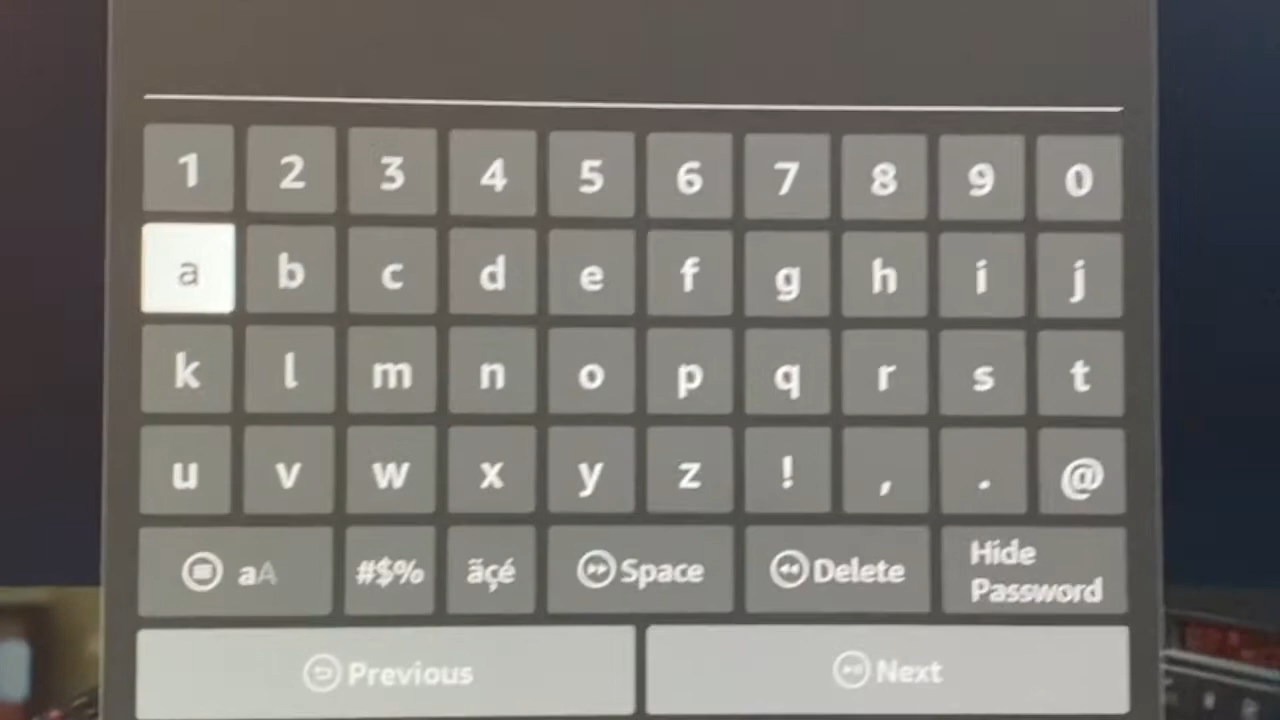 1 2 3 4 5 6 7 8 9 0
a b c d e f g h i j
k l m n o p q r s t
u v w x y z ! , . @
aA #$% ãçé Space Delete Hide Password
Previous Next